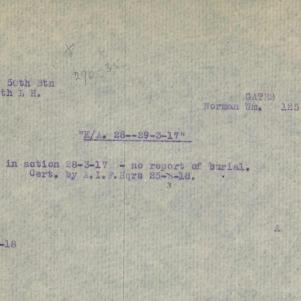 50th Btn
th L H.
GATES
Norman Wm. 125
"K/A. 28--29-3-17"
in action 28-3-17 - no report of burial.
Cert. by A.I.F.Hqrs 25-8-18.
3
A
-18